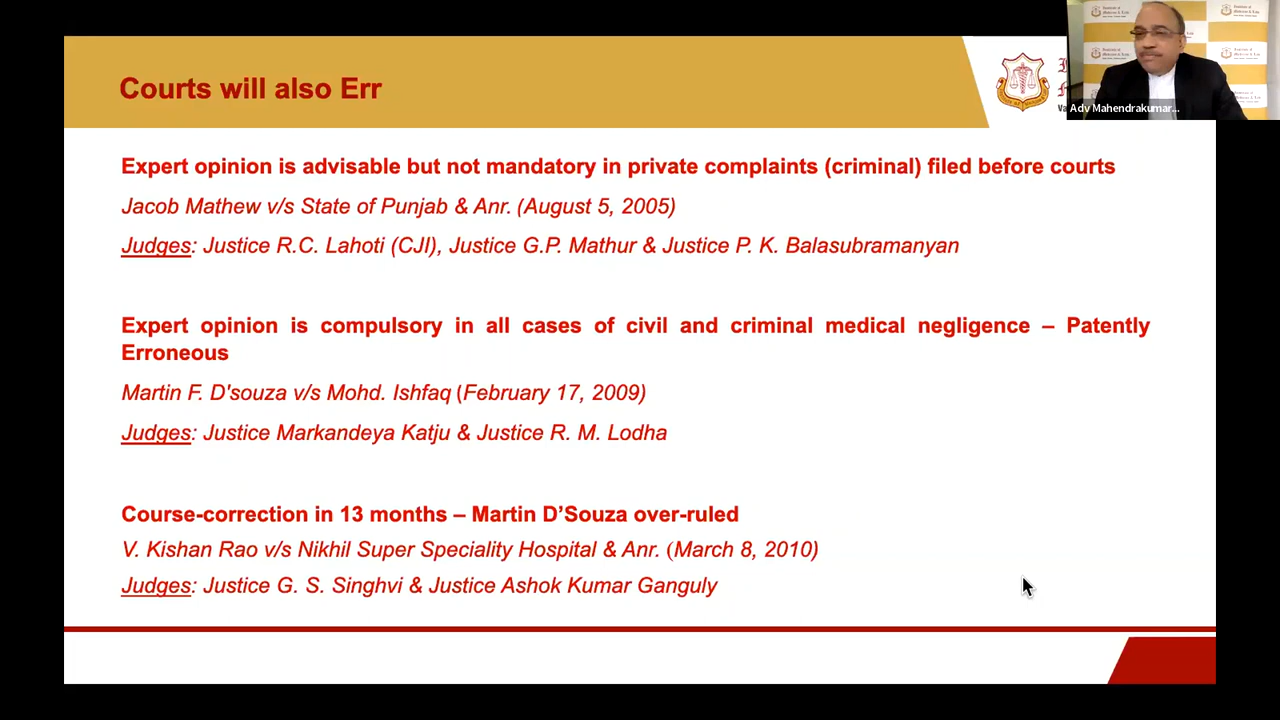 Courts will also Err
Adv Mahendrakumar...
Expert opinion is advisable but not mandatory in private complaints (criminal) filed before courts
Jacob Mathew v/s State of Punjab & Anr. (August 5, 2005)
Judges: Justice R.C. Lahoti (CJI), Justice G.P. Mathur & Justice P. K. Balasubramanyan
Expert opinion is compulsory in all cases of civil and criminal medical negligence – Patently
Erroneous
Martin F. D'souza v/s Mohd. Ishfaq (February 17, 2009)
Judges: Justice Markandeya Katju & Justice R. M. Lodha
Course-correction in 13 months – Martin D’Souza over-ruled
V. Kishan Rao v/s Nikhil Super Speciality Hospital & Anr. (March 8, 2010)
Judges: Justice G. S. Singhvi & Justice Ashok Kumar Ganguly